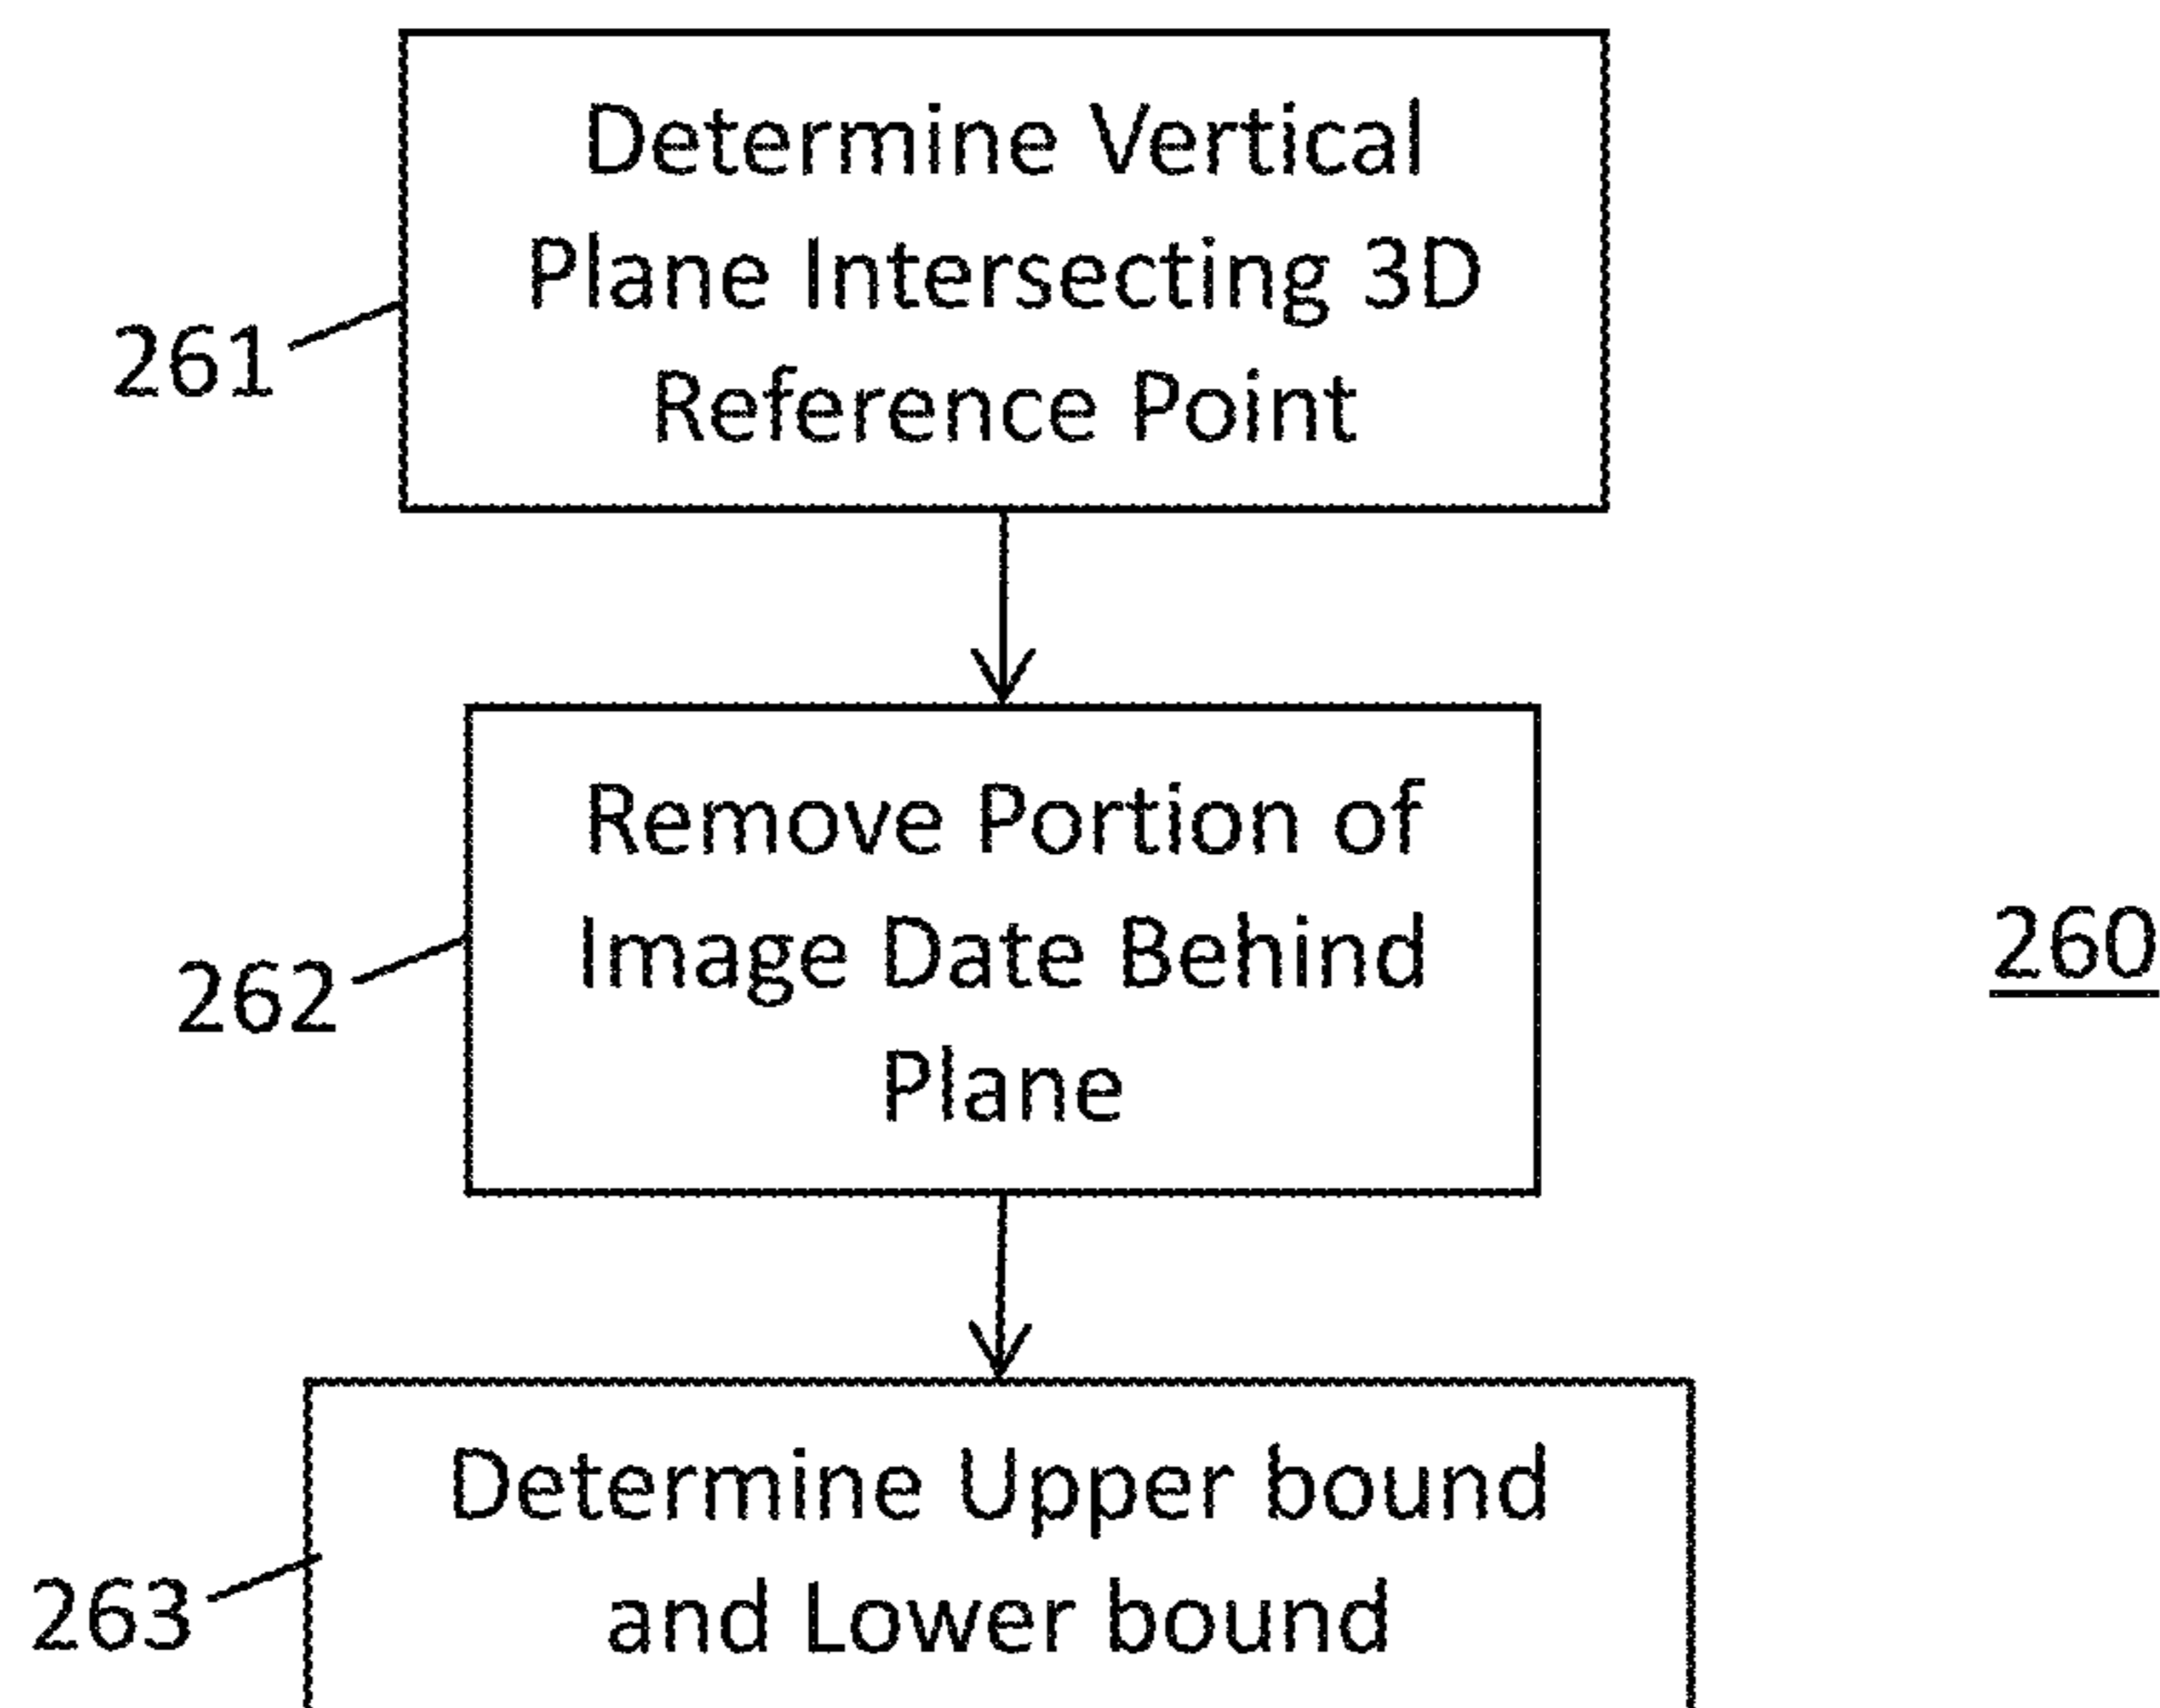 Determine Vertical
Plane Intersecting 3D
Reference Point
261
Remove Portion of
Image Date Behind
Plane
262
260
Determine Upper bound
and Lower bound
263